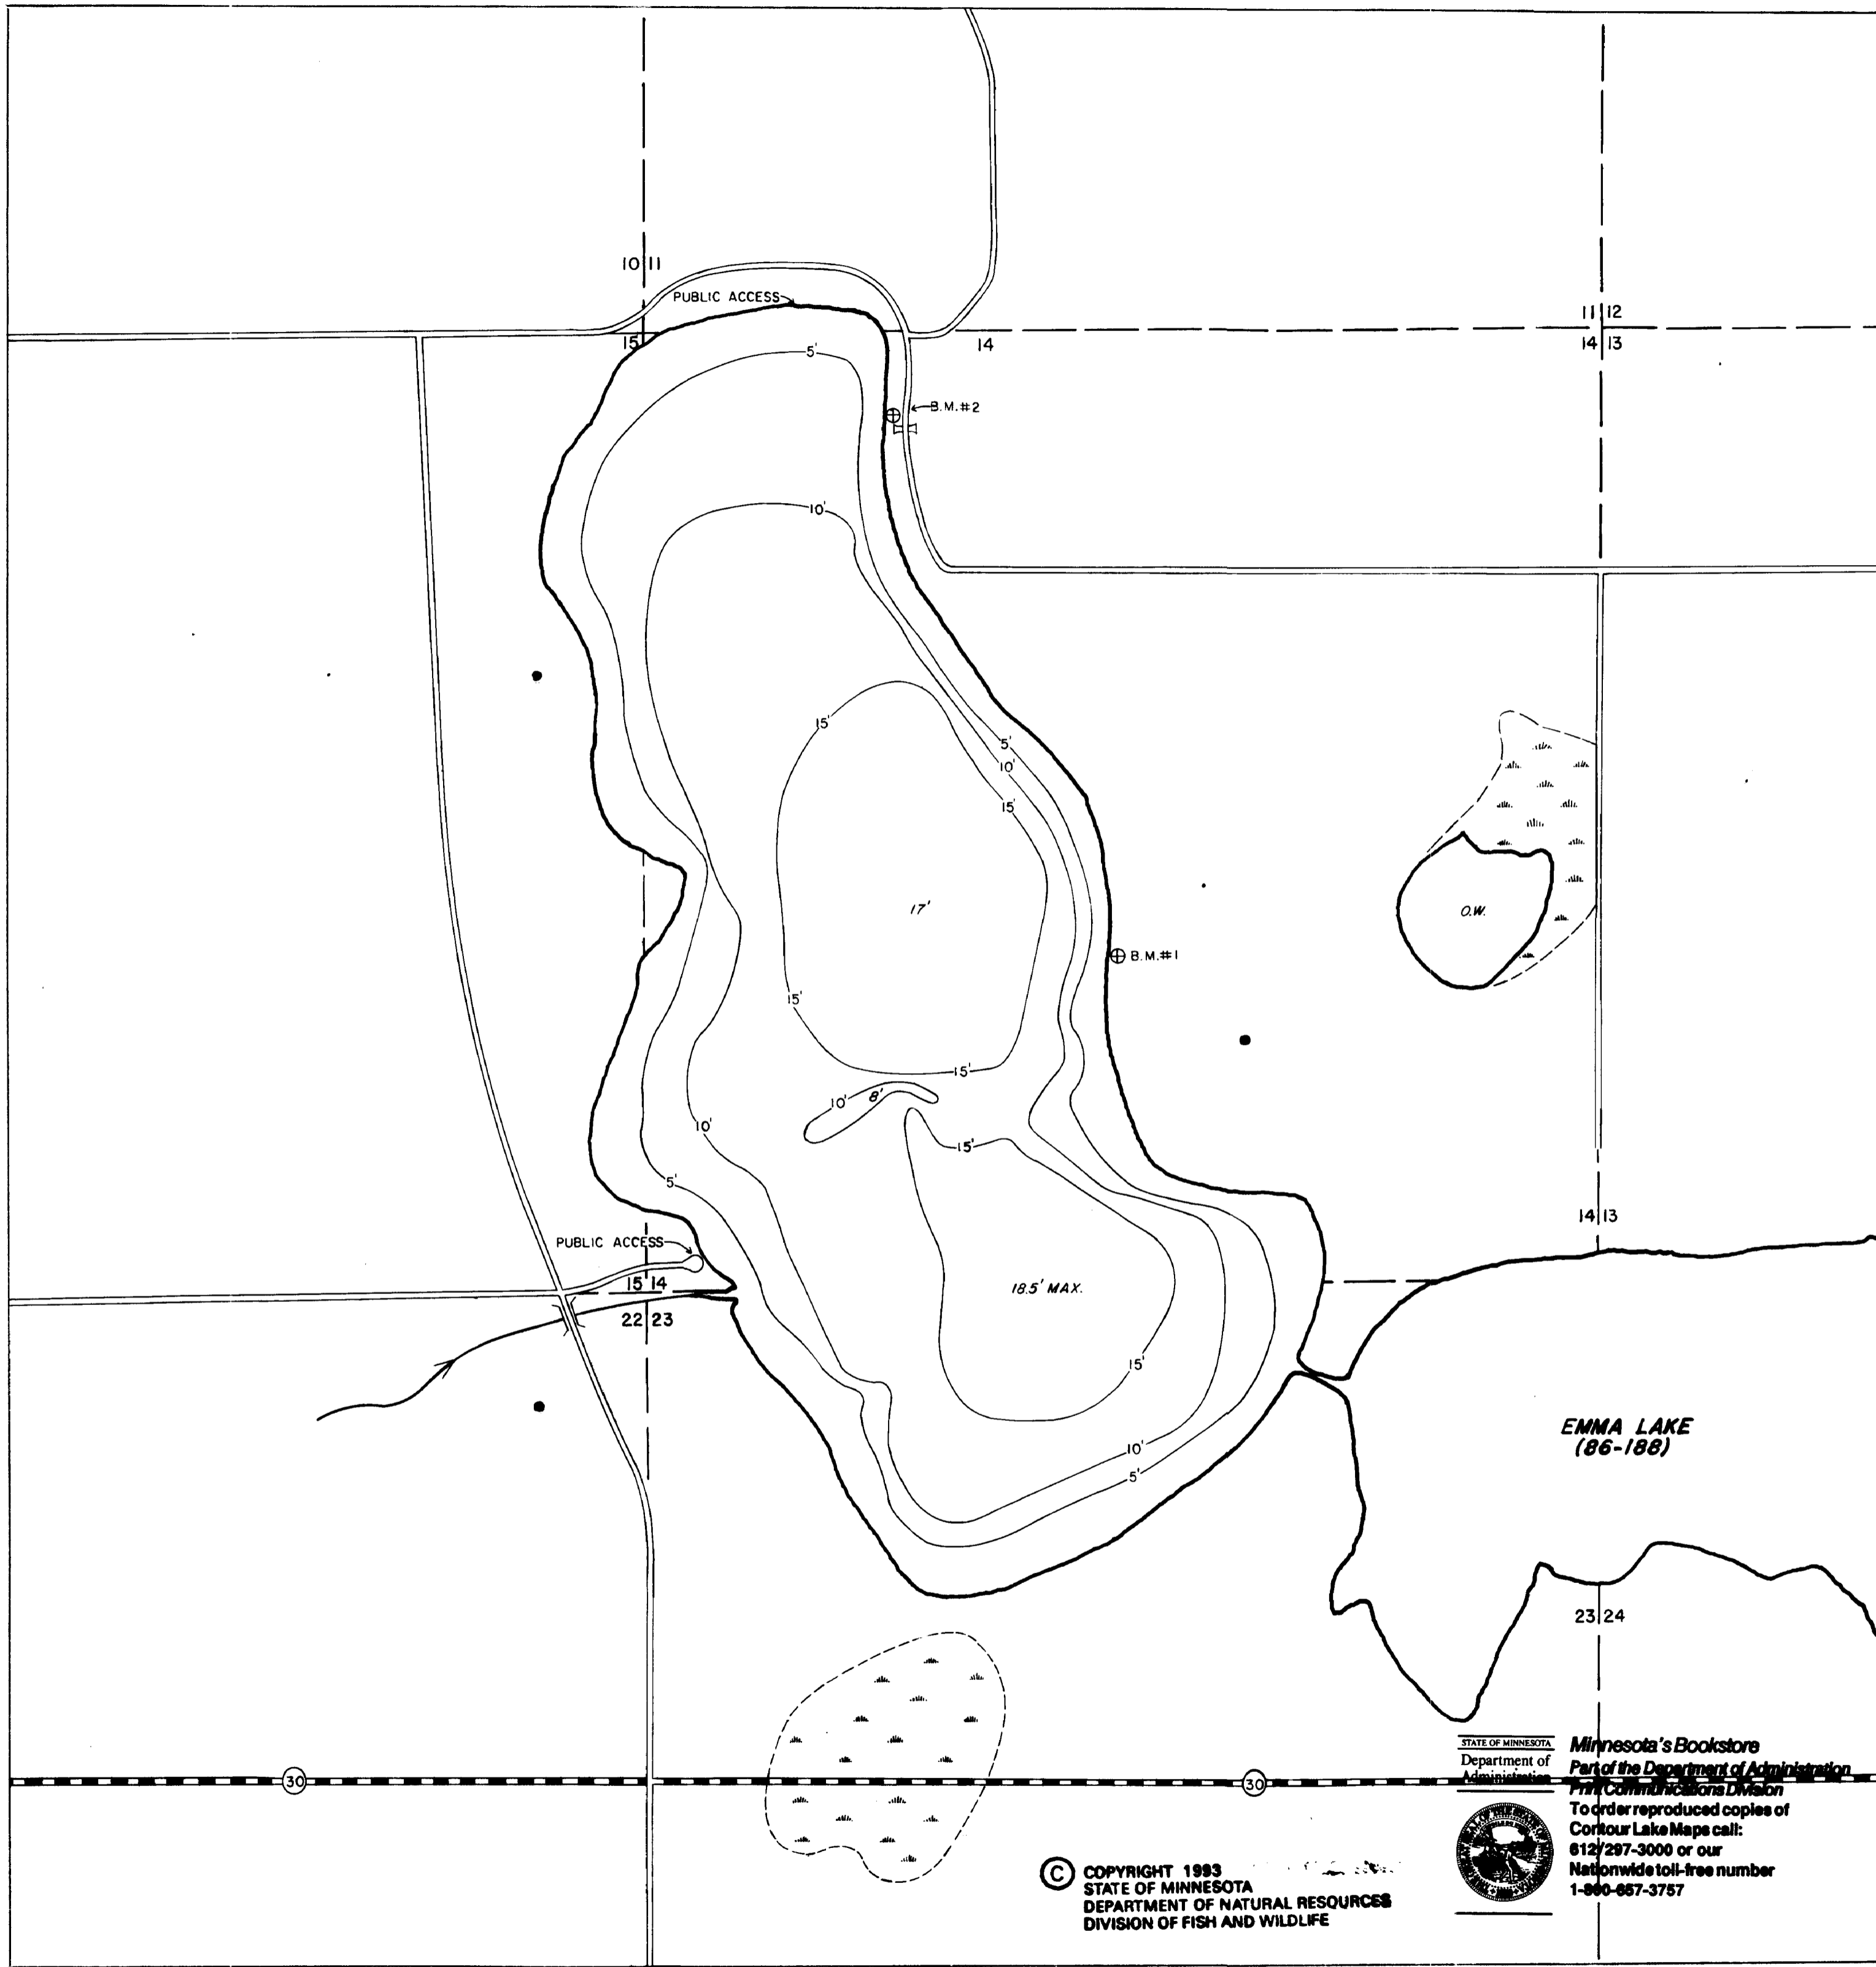 10 11
PUBLIC ACCESS
11 12
15
14
14 13
5'
B.M.#2
10'
15'
5'
10'
15'
17'
O.W.
B.M.#1
15'
15'
10'
8'
10'
15'
5'
14 13
PUBLIC ACCESS
15 14
18.5' MAX.
22 23
15'
EMMA LAKE
(86-188)
10'
5'
23 24
30
30
STATE OF MINNESOTA
Department of
Administration
Minnesota's Bookstore
Part of the Department of Administration
Print Communications Division
To order reproduced copies of
Contour Lake Maps call:
612/297-3000 or our
Nationwide toll-free number
1-800-657-3757
© COPYRIGHT 1993
STATE OF MINNESOTA
DEPARTMENT OF NATURAL RESOURCES
DIVISION OF FISH AND WILDLIFE